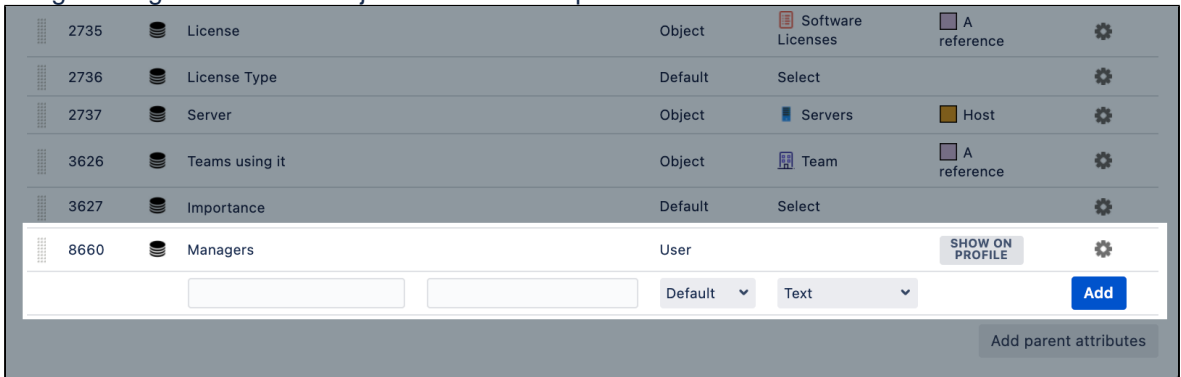 2735 License Object Software Licenses A reference
2736 License Type Default Select
2737 Server Object Servers Host
3626 Teams using it Object Team A reference
3627 Importance Default Select
8660 Managers User SHOW ON PROFILE
Default Text Add
Add parent attributes